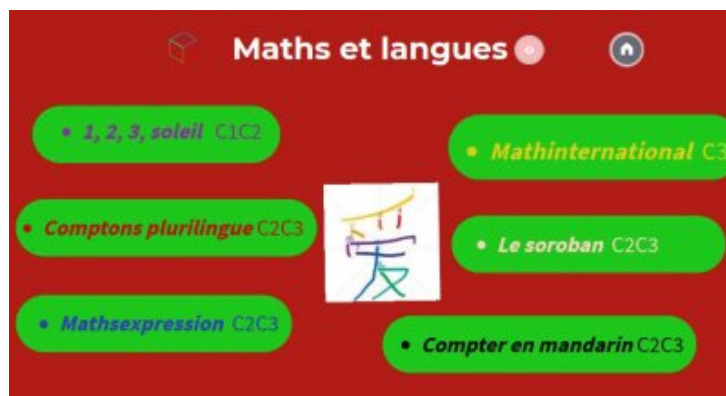 Maths et langues
• 1, 2, 3, soleil C1C2
• Mathinternational C3
• Comptons plurilingue C2C3
• Le soroban C2C3
• Mathsexpression C2C3
• Compter en mandarin C2C3